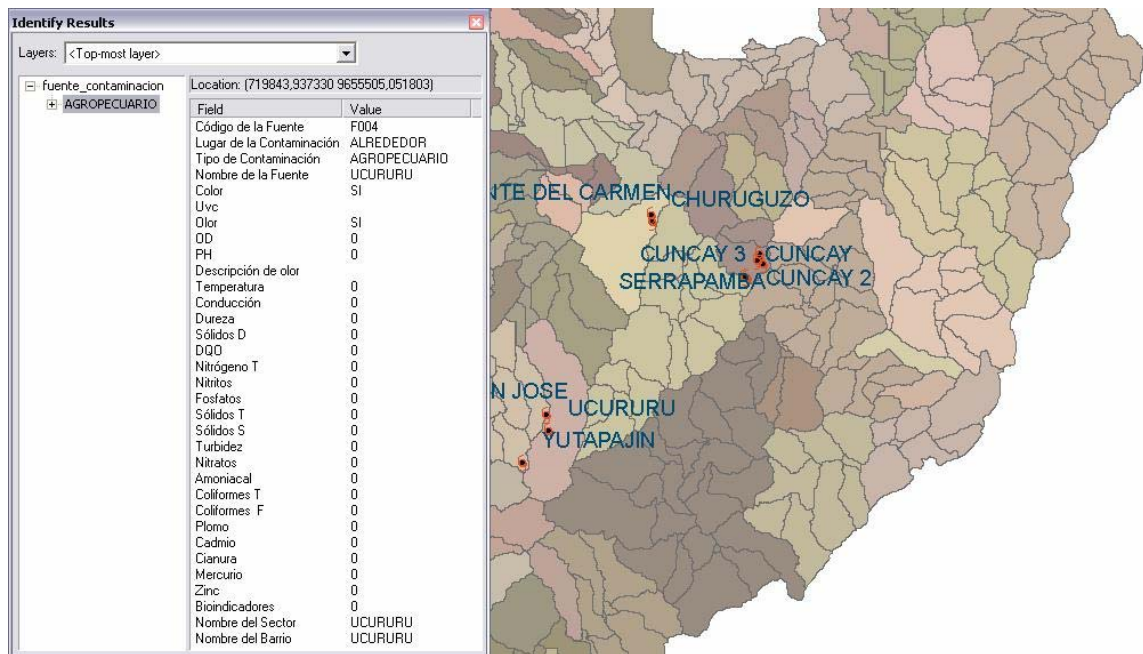 Identify Results
Layers: <Top-most layer>
fuente_contaminacion
AGROPECUARIO
Location: (719843,937330 9655505,051803)
Field Value
Código de la Fuente F004
Lugar de la Contaminación ALREDEDOR
Tipo de Contaminación AGROPECUARIO
Nombre de la Fuente UCURURU
Color SI
Uvc
Olor SI
OD 0
PH 0
Descripción de olor
Temperatura 0
Conducción 0
Dureza 0
Sólidos D 0
DQO 0
Nitrógeno T 0
Nitritos 0
Fosfatos 0
Sólidos T 0
Sólidos S 0
Turbidez 0
Nitratos 0
Amoniacal 0
Coliformes T 0
Coliformes F 0
Plomo 0
Cadmio 0
Cianura 0
Mercurio 0
Zinc 0
Bioindicadores 0
Nombre del Sector UCURURU
Nombre del Barrio UCURURU
NTE DEL CARMEN
CHURUGUZO
CUNCAY 3
CUNCAY
SERRAPAMBA
CUNCAY 2
N JOSE
UCURURU
YUTAPAJIN